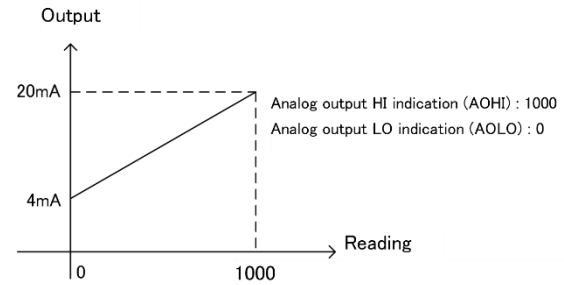 Output
20mA
Analog output HI indication (AOHI) : 1000
Analog output LO indication (AOLO) : 0
4mA
Reading
0
1000